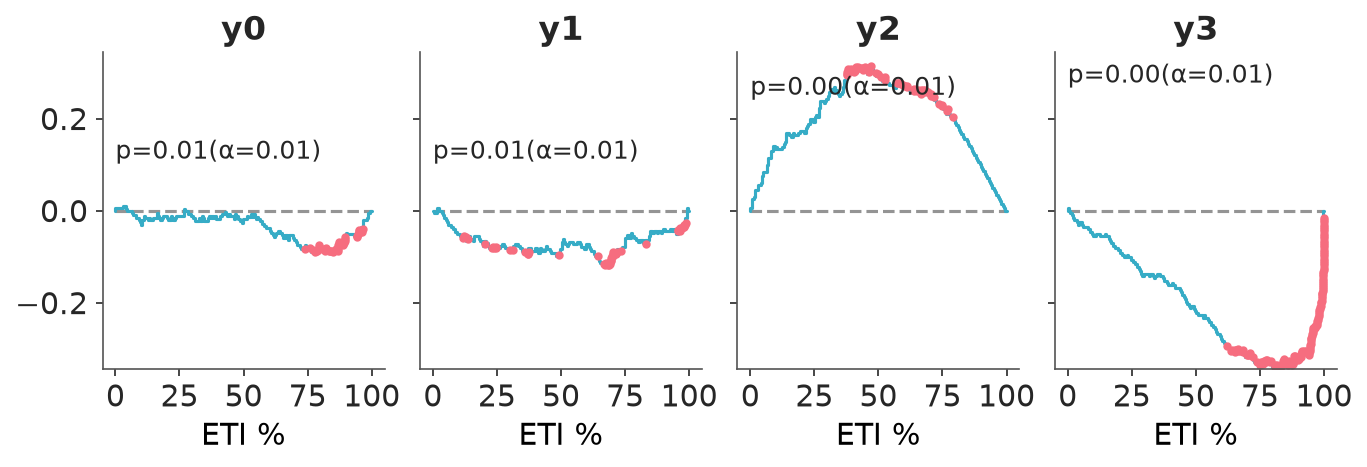 y0 y1 y2 y3
0.2
0.0
−0.2
p=0.01(α=0.01) p=0.01(α=0.01) p=0.00(α=0.01) p=0.00(α=0.01)
0 25 50 75 100 0 25 50 75 100 0 25 50 75 100 0 25 50 75 100
ETI % ETI % ETI % ETI %